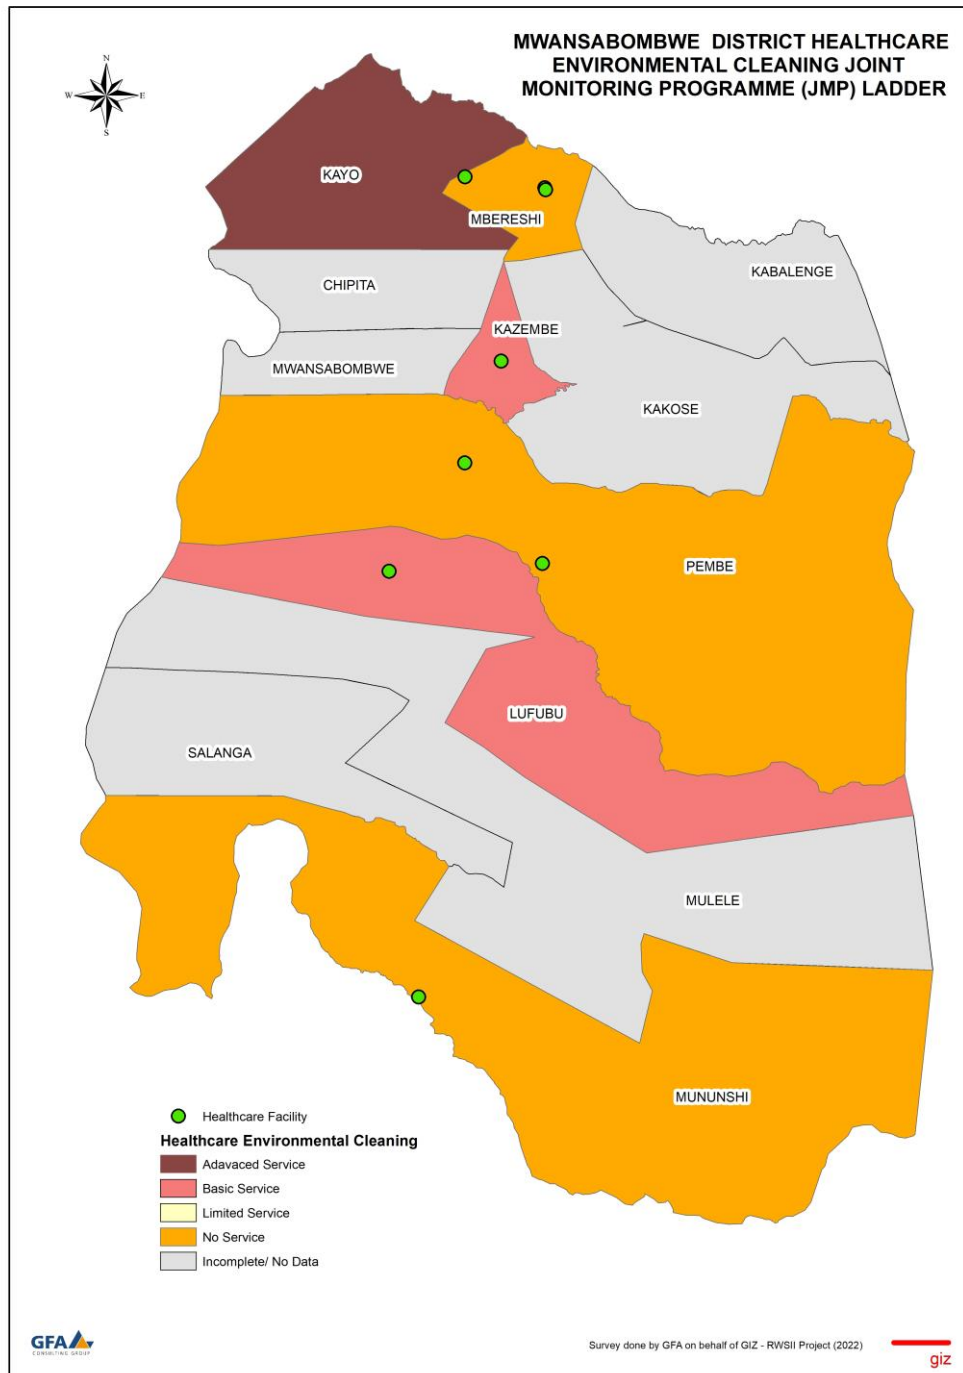 MWANSABOMBWE DISTRICT HEALTHCARE
ENVIRONMENTAL CLEANING JOINT
MONITORING PROGRAMME (JMP) LADDER
N
W
E
S
KAYO
MBERESHI
KABALENGE
CHIPITA
KAZEMBE
MWANSABOMBWE
KAKOSE
PEMBE
LUFUBU
SALANGA
MULELE
MUNUNSHI
Healthcare Facility
Healthcare Environmental Cleaning
Adavaced Service
Basic Service
Limited Service
No Service
Incomplete/ No Data
GFA
CONSULTING GROUP
Survey done by GFA on behalf of GIZ - RWSII Project (2022)
giz